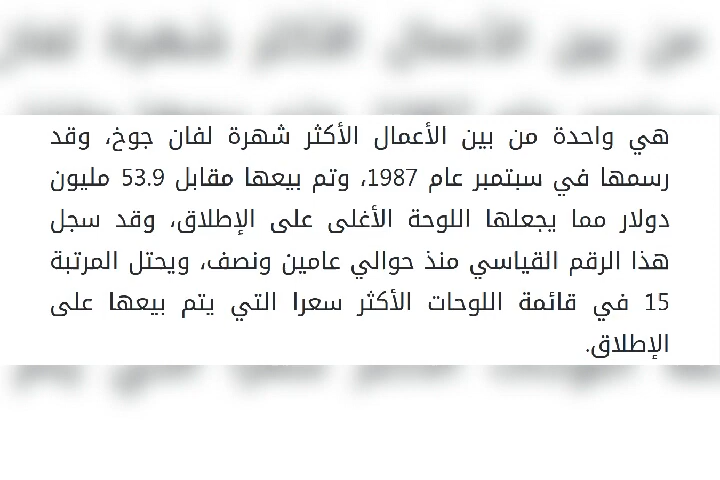 هي واحدة من بين الأعمال الأكثر شهرة لفان جوخ، وقد
رسمها في سبتمبر عام 1987، وتم بيعها مقابل 53.9 مليون
دولار مما يجعلها اللوحة الأغلى على الإطلاق، وقد سجل
هذا الرقم القياسي منذ حوالي عامين ونصف، ويحتل المرتبة
15 في قائمة اللوحات الأكثر سعرا التي يتم بيعها على
الإطلاق.